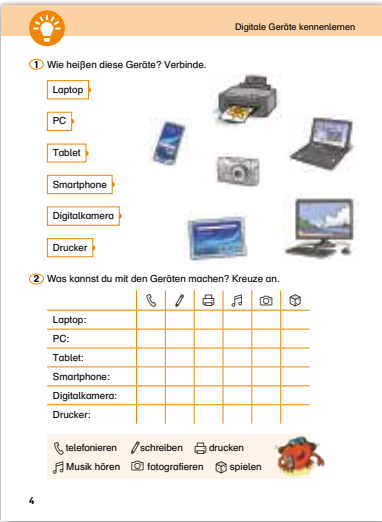 Digitale Geräte kennenlernen
1 Wie heißen diese Geräte? Verbinde.
Laptop
PC
Tablet
Smartphone
Digitalkamera
Drucker
2 Was kannst du mit den Geräten machen? Kreuze an.
Laptop:
PC:
Tablet:
Smartphone:
Digitalkamera:
Drucker:
telefonieren schreiben drucken
Musik hören fotografieren spielen
4